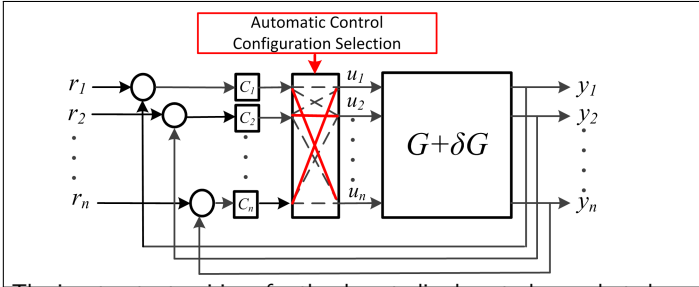 Automatic Control
Configuration Selection
r1 C1 u1 y1
r2 C2 u2 G+δG y2
rn Cn un yn